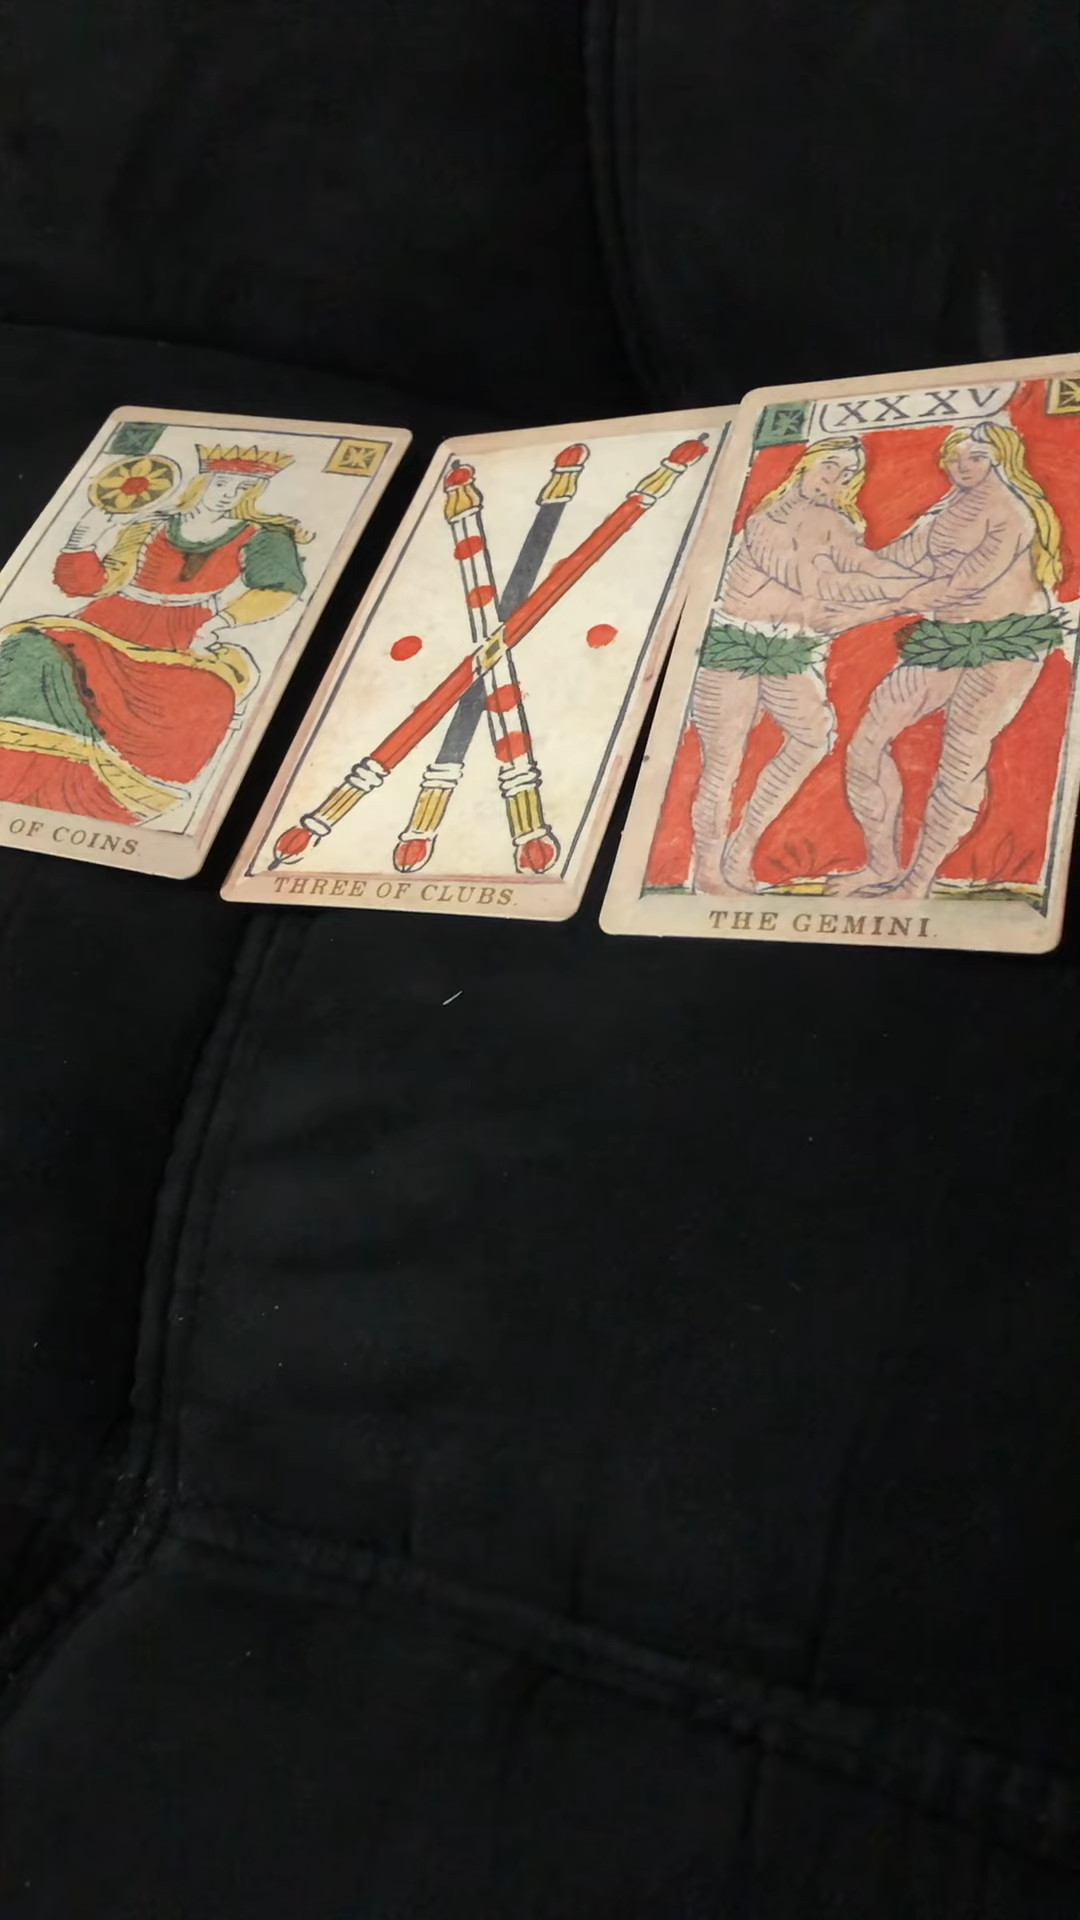 OF COINS.
THREE OF CLUBS.
XXXV
THE GEMINI.